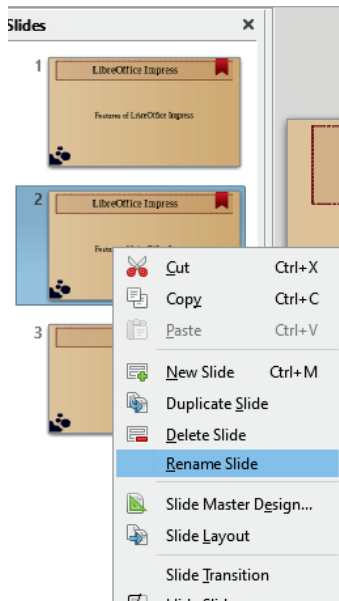 Slides
1
LibreOffice Impress
Features of LibreOffice Impress
2
LibreOffice Impress
3
Cut Ctrl+X
Copy Ctrl+C
Paste Ctrl+V
New Slide Ctrl+M
Duplicate Slide
Delete Slide
Rename Slide
Slide Master Design...
Slide Layout
Slide Transition